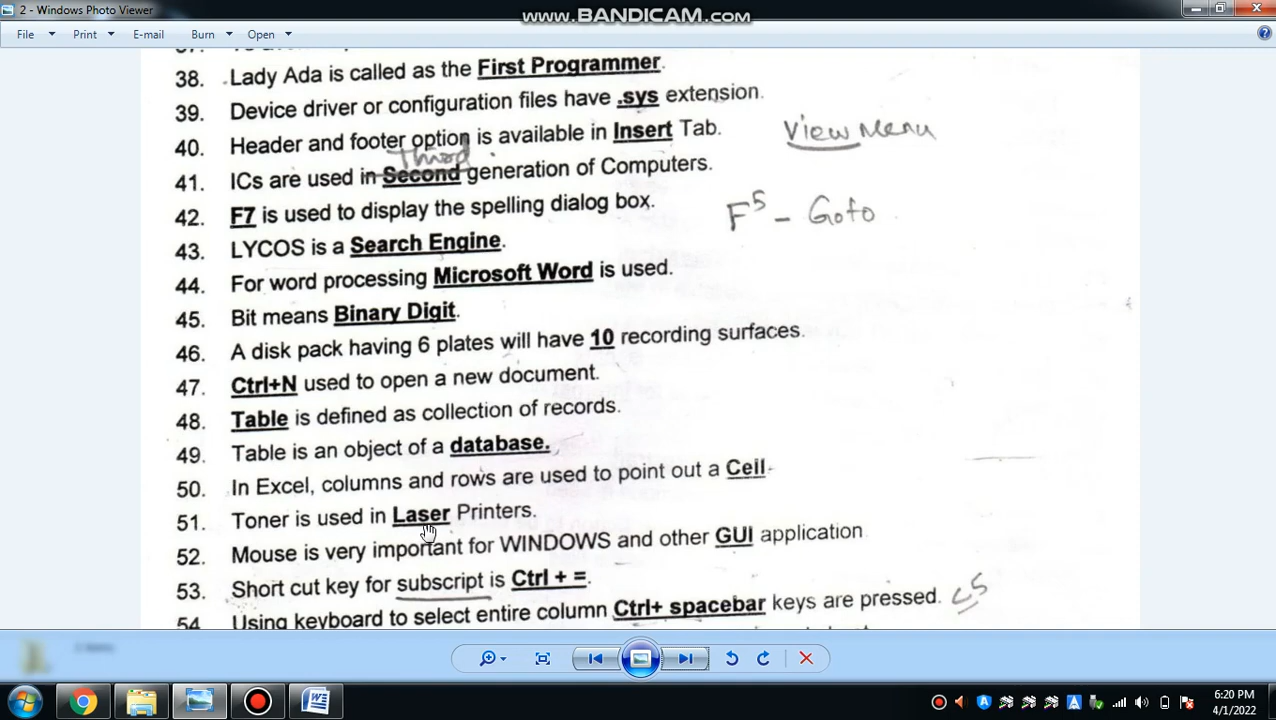 2 - Windows Photo Viewer
www.BANDICAM.com
File Print E-mail Burn Open
38. Lady Ada is called as the First Programmer.
39. Device driver or configuration files have .sys extension.
40. Header and footer option is available in Insert Tab. View Menu
Third
41. ICs are used in Second generation of Computers.
42. F7 is used to display the spelling dialog box. F5 - Goto
43. LYCOS is a Search Engine.
44. For word processing Microsoft Word is used.
45. Bit means Binary Digit.
46. A disk pack having 6 plates will have 10 recording surfaces.
47. Ctrl+N used to open a new document.
48. Table is defined as collection of records.
49. Table is an object of a database.
50. In Excel, columns and rows are used to point out a Cell
51. Toner is used in Laser Printers.
52. Mouse is very important for WINDOWS and other GUI application
53. Short cut key for subscript is Ctrl + =.
54 Using keyboard to select entire column Ctrl+ spacebar keys are pressed. CS
2 items
6:20 PM
4/1/2022